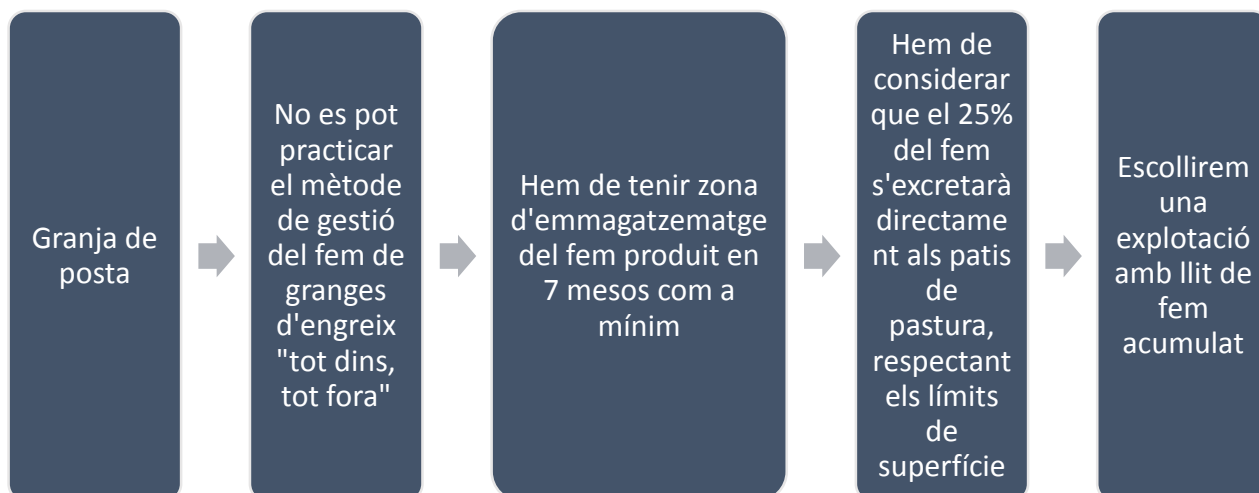 Granja de
posta
No es pot
practicar
el mètode
de gestió
del fem de
granges
d'engreix
"tot dins,
tot fora"
Hem de tenir zona
d'emmagatzematge
del fem produit en
7 mesos com a
mínim
Hem de
considerar
que el 25%
del fem
s'excretarà
directame
nt als patis
de
pastura,
respectant
els límits
de
superfície
Escollirem
una
explotació
amb llit de
fem
acumulat